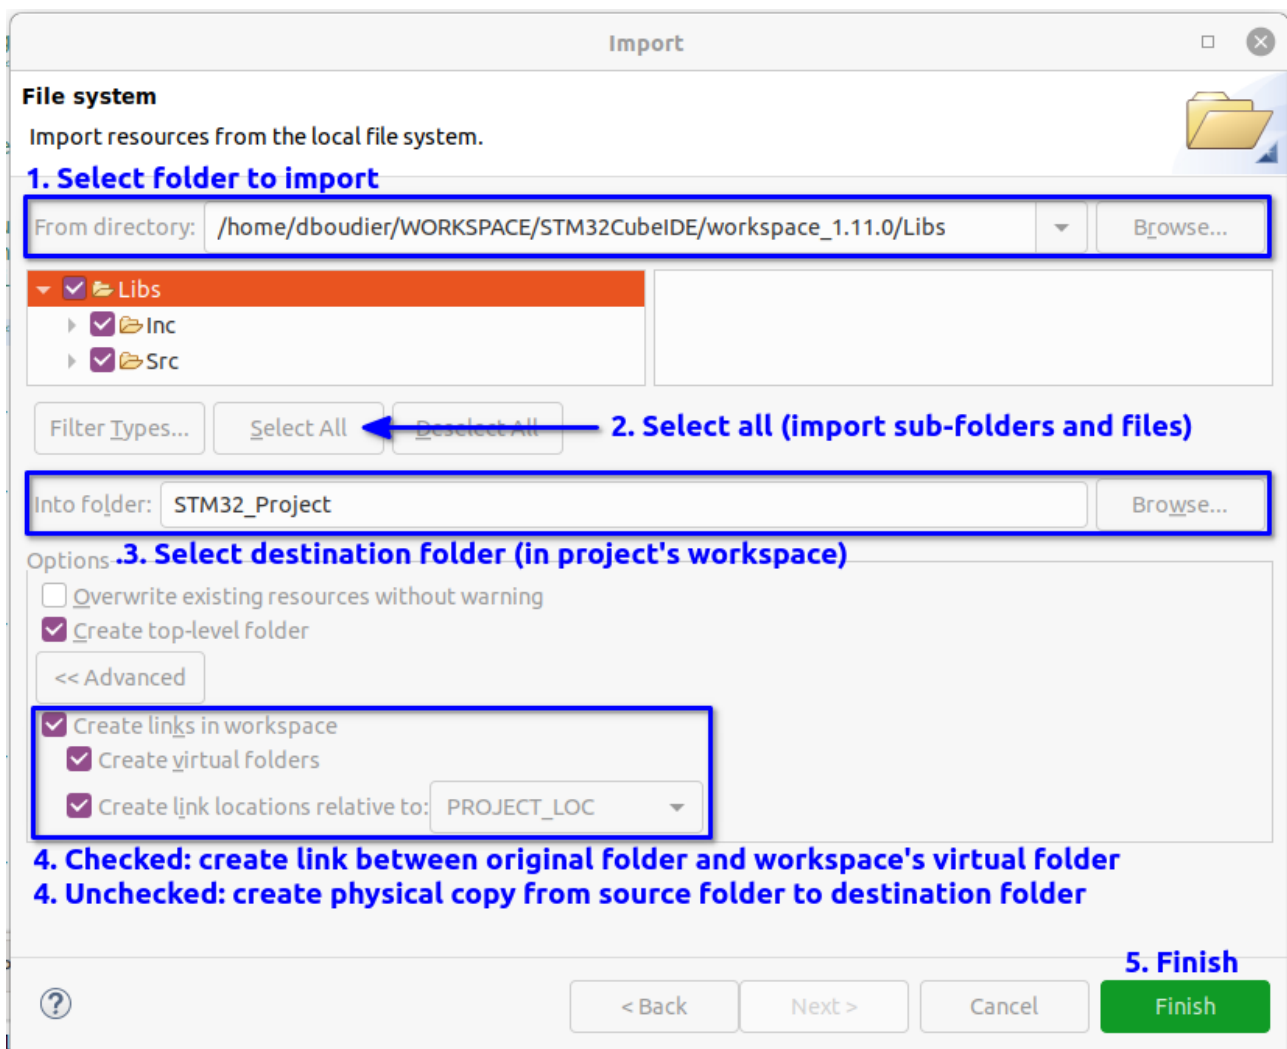 Import
File system
Import resources from the local file system.
1. Select folder to import
From directory: /home/dboudier/WORKSPACE/STM32CubeIDE/workspace_1.11.0/Libs Browse...
Libs
Inc
Src
Filter Types... Select All Deselect All 2. Select all (import sub-folders and files)
Into folder: STM32_Project Browse...
Options .3. Select destination folder (in project's workspace)
Overwrite existing resources without warning
Create top-level folder
<< Advanced
Create links in workspace
Create virtual folders
Create link locations relative to: PROJECT_LOC
4. Checked: create link between original folder and workspace's virtual folder
4. Unchecked: create physical copy from source folder to destination folder
5. Finish
? < Back Next > Cancel Finish